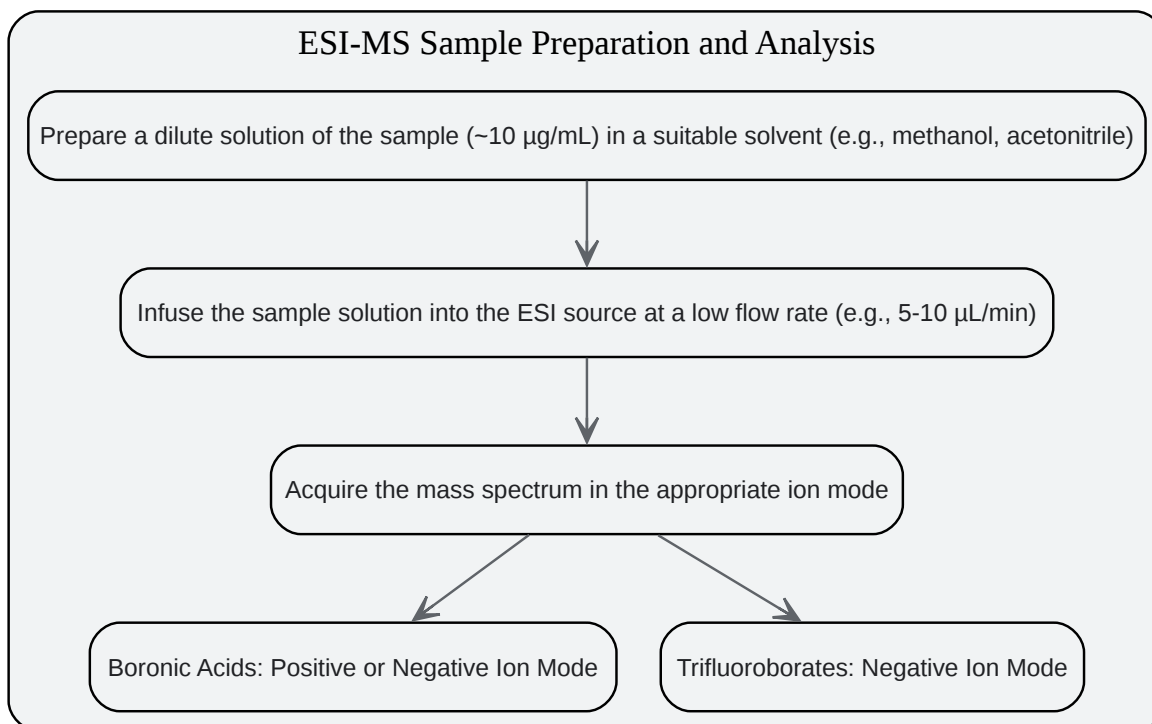 ESI-MS Sample Preparation and Analysis
Prepare a dilute solution of the sample (~10 µg/mL) in a suitable solvent (e.g., methanol, acetonitrile)
Infuse the sample solution into the ESI source at a low flow rate (e.g., 5-10 µL/min)
Acquire the mass spectrum in the appropriate ion mode
Boronic Acids: Positive or Negative Ion Mode
Trifluoroborates: Negative Ion Mode